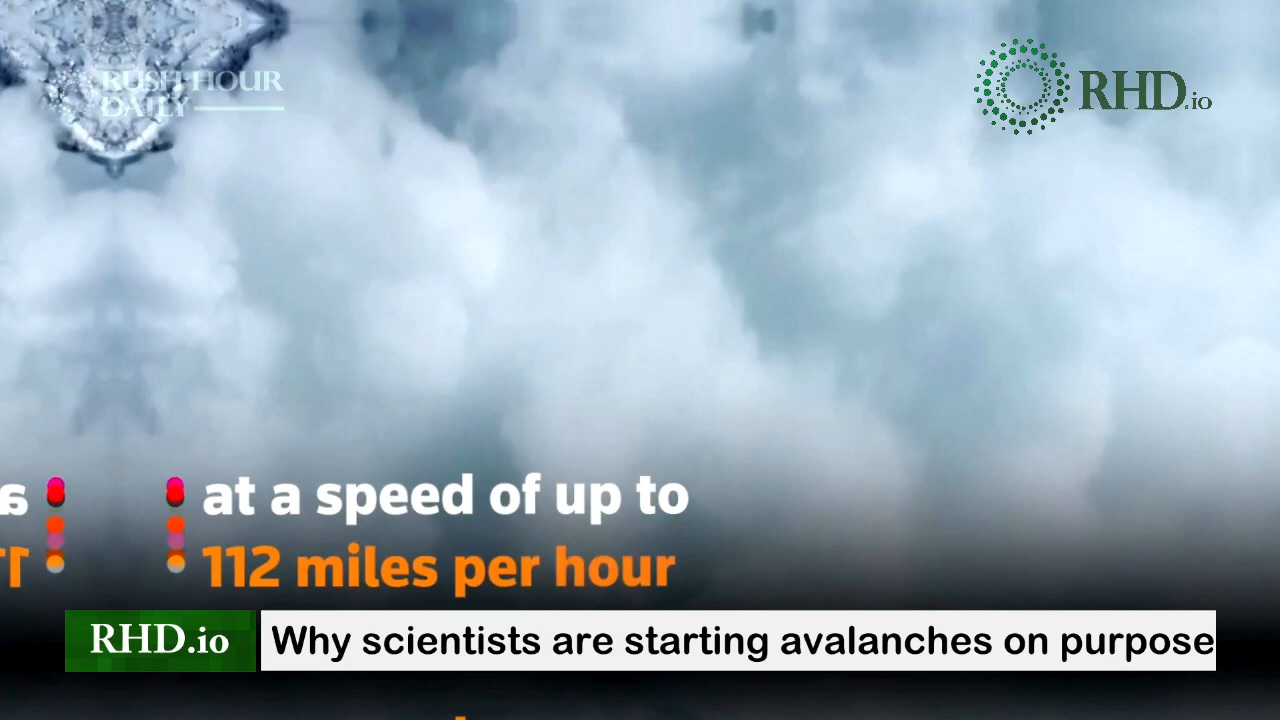 RUSH HOUR
DAILY
RHD.io
at a speed of up to
112 miles per hour
RHD.io
Why scientists are starting avalanches on purpose